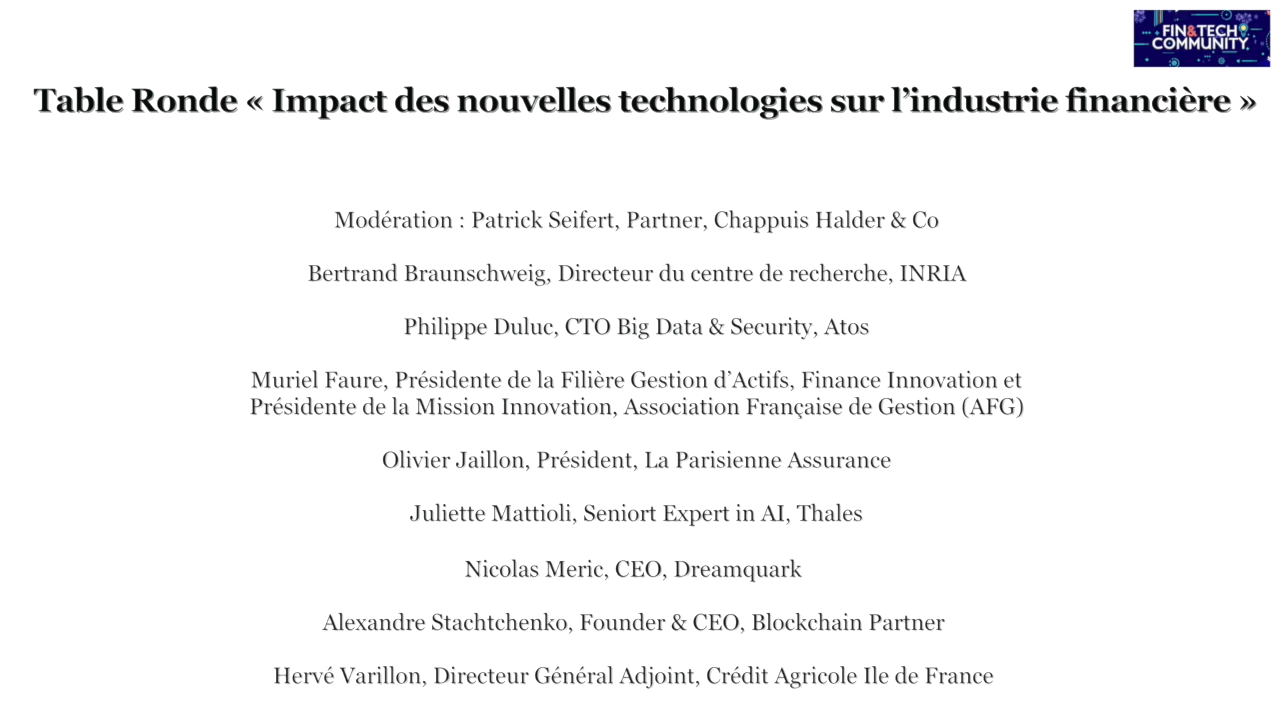 FIN&TECH
COMMUNITY
Table Ronde « Impact des nouvelles technologies sur l’industrie financière »
Modération : Patrick Seifert, Partner, Chappuis Halder & Co
Bertrand Braunschweig, Directeur du centre de recherche, INRIA
Philippe Duluc, CTO Big Data & Security, Atos
Muriel Faure, Présidente de la Filière Gestion d’Actifs, Finance Innovation et
Présidente de la Mission Innovation, Association Française de Gestion (AFG)
Olivier Jaillon, Président, La Parisienne Assurance
Juliette Mattioli, Seniort Expert in AI, Thales
Nicolas Meric, CEO, Dreamquark
Alexandre Stachtchenko, Founder & CEO, Blockchain Partner
Hervé Varillon, Directeur Général Adjoint, Crédit Agricole Ile de France